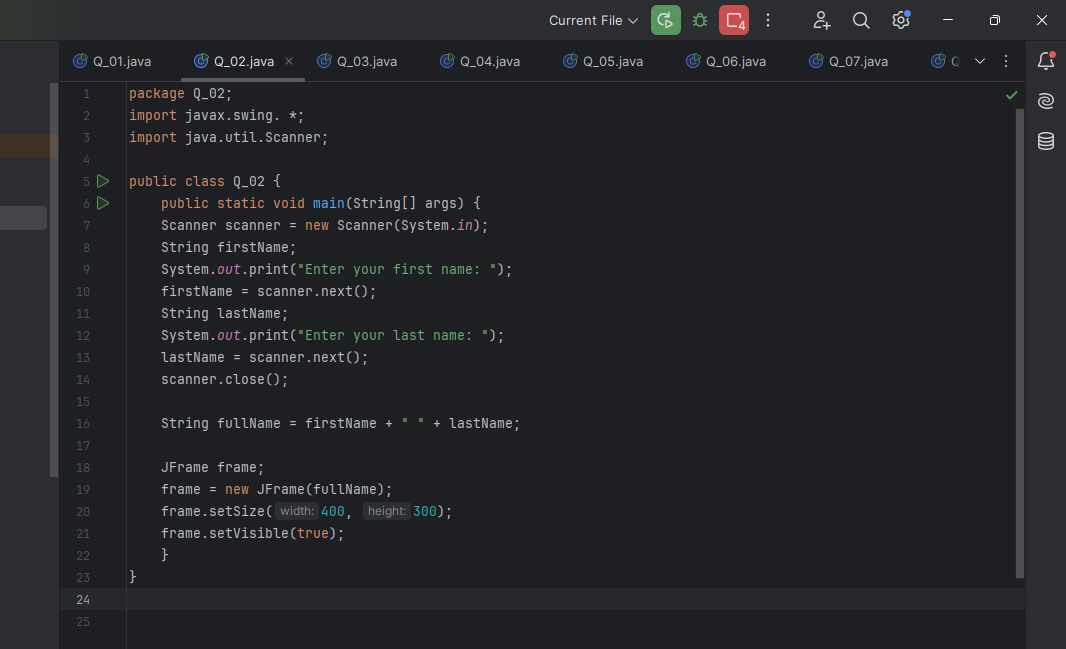 Current File
4
Q_01.java Q_02.java Q_03.java Q_04.java Q_05.java Q_06.java Q_07.java
1 package Q_02;
2 import javax.swing. *;
3 import java.util.Scanner;
4
5 public class Q_02 {
6     public static void main(String[] args) {
7     Scanner scanner = new Scanner(System.in);
8     String firstName;
9     System.out.print("Enter your first name: ");
10     firstName = scanner.next();
11     String lastName;
12     System.out.print("Enter your last name: ");
13     lastName = scanner.next();
14     scanner.close();
15
16     String fullName = firstName + " " + lastName;
17
18     JFrame frame;
19     frame = new JFrame(fullName);
20     frame.setSize( width: 400, height: 300);
21     frame.setVisible(true);
22     }
23 }
24
25